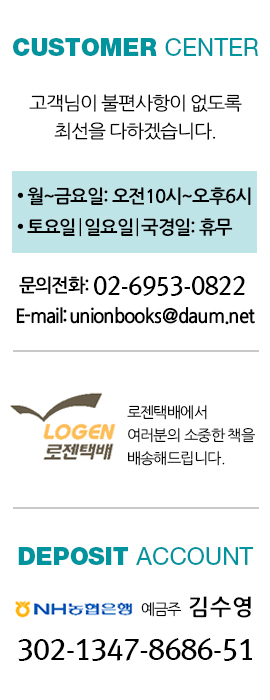 CUSTOMER CENTER
고객님이 불편사항이 없도록
최선을 다하겠습니다.
• 월~금요일: 오전10시~오후6시
• 토요일|일요일|국경일: 휴무
문의전화: 02-6953-0822
E-mail: unionbooks@daum.net
로젠택배에서
LOGEN 여러분의 소중한 책을
로젠택배 배송해드립니다.
DEPOSIT ACCOUNT
NH농협은행 예금주 김수영
302-1347-8686-51